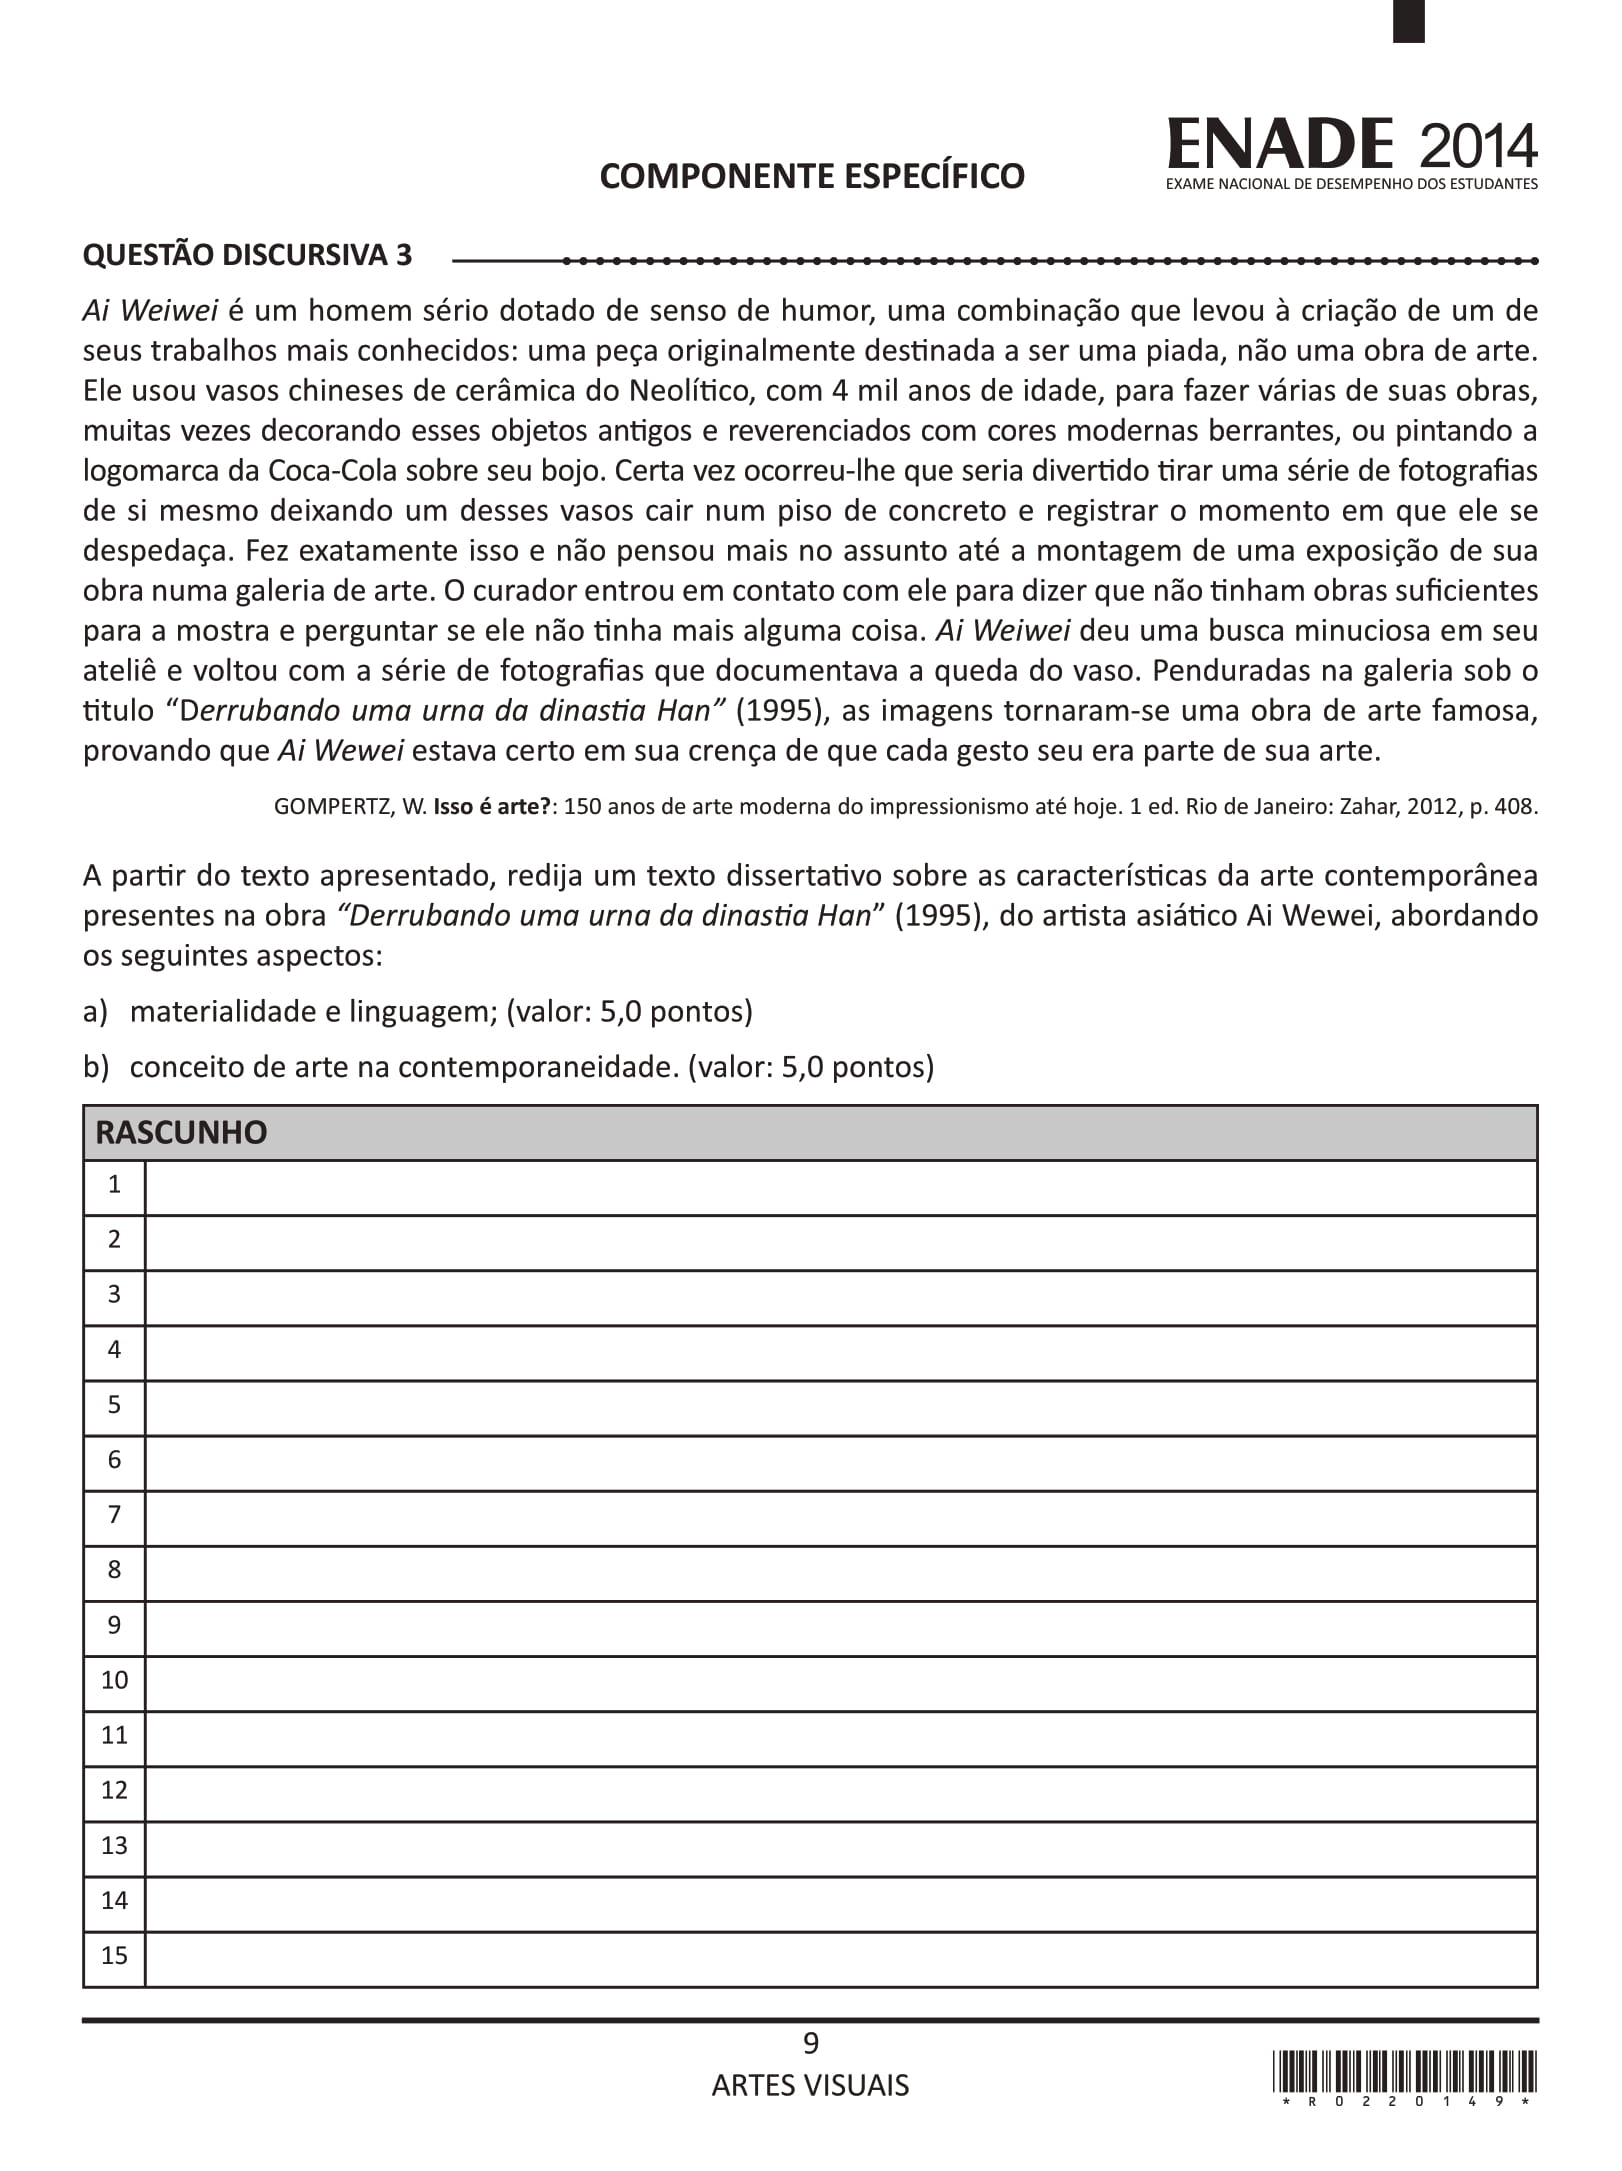 ENADE 2014
EXAME NACIONAL DE DESEMPENHO DOS ESTUDANTES
COMPONENTE ESPECÍFICO
QUESTÃO DISCURSIVA 3
Ai Weiwei é um homem sério dotado de senso de humor, uma combinação que levou à criação de um de
seus trabalhos mais conhecidos: uma peça originalmente destinada a ser uma piada, não uma obra de arte.
Ele usou vasos chineses de cerâmica do Neolítico, com 4 mil anos de idade, para fazer várias de suas obras,
muitas vezes decorando esses objetos antigos e reverenciados com cores modernas berrantes, ou pintando a
logomarca da Coca-Cola sobre seu bojo. Certa vez ocorreu-lhe que seria divertido tirar uma série de fotografias
de si mesmo deixando um desses vasos cair num piso de concreto e registrar o momento em que ele se
despedaça. Fez exatamente isso e não pensou mais no assunto até a montagem de uma exposição de sua
obra numa galeria de arte. O curador entrou em contato com ele para dizer que não tinham obras suficientes
para a mostra e perguntar se ele não tinha mais alguma coisa. Ai Weiwei deu uma busca minuciosa em seu
ateliê e voltou com a série de fotografias que documentava a queda do vaso. Penduradas na galeria sob o
titulo “Derrubando uma urna da dinastia Han” (1995), as imagens tornaram-se uma obra de arte famosa,
provando que Ai Wewei estava certo em sua crença de que cada gesto seu era parte de sua arte.
GOMPERTZ, W. Isso é arte?: 150 anos de arte moderna do impressionismo até hoje. 1 ed. Rio de Janeiro: Zahar, 2012, p. 408.
A partir do texto apresentado, redija um texto dissertativo sobre as características da arte contemporânea
presentes na obra “Derrubando uma urna da dinastia Han” (1995), do artista asiático Ai Wewei, abordando
os seguintes aspectos:
a) materialidade e linguagem; (valor: 5,0 pontos)
b) conceito de arte na contemporaneidade. (valor: 5,0 pontos)
RASCUNHO
1
2
3
4
5
6
7
8
9
10
11
12
13
14
15
9
ARTES VISUAIS
*R0220149*